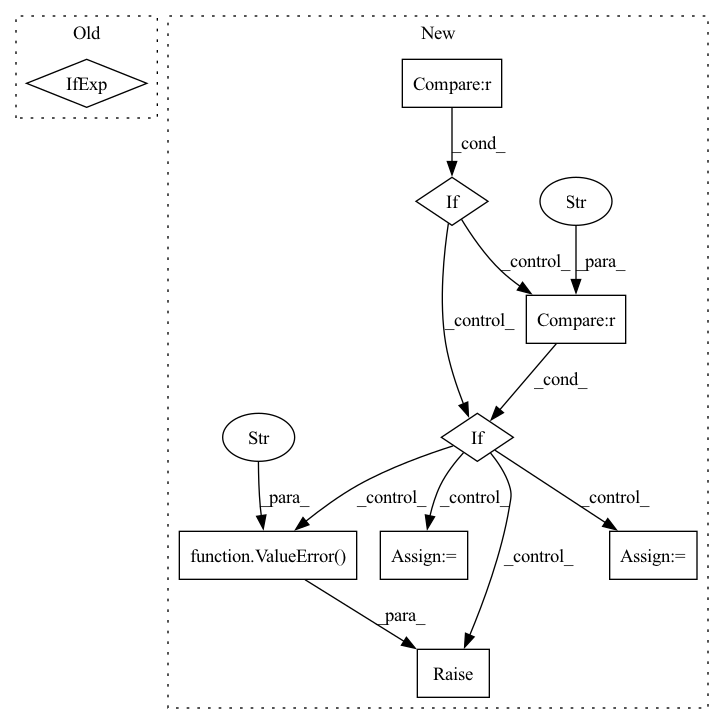 Old
New
IfExp
Compare:r
_cond_
If
Str
_control_
_para_
_control_
Compare:r
_cond_
Str
If
_para_
_control_
_control_
_control_
function.ValueError()
Assign:=
_control_
Assign:=
_para_
Raise